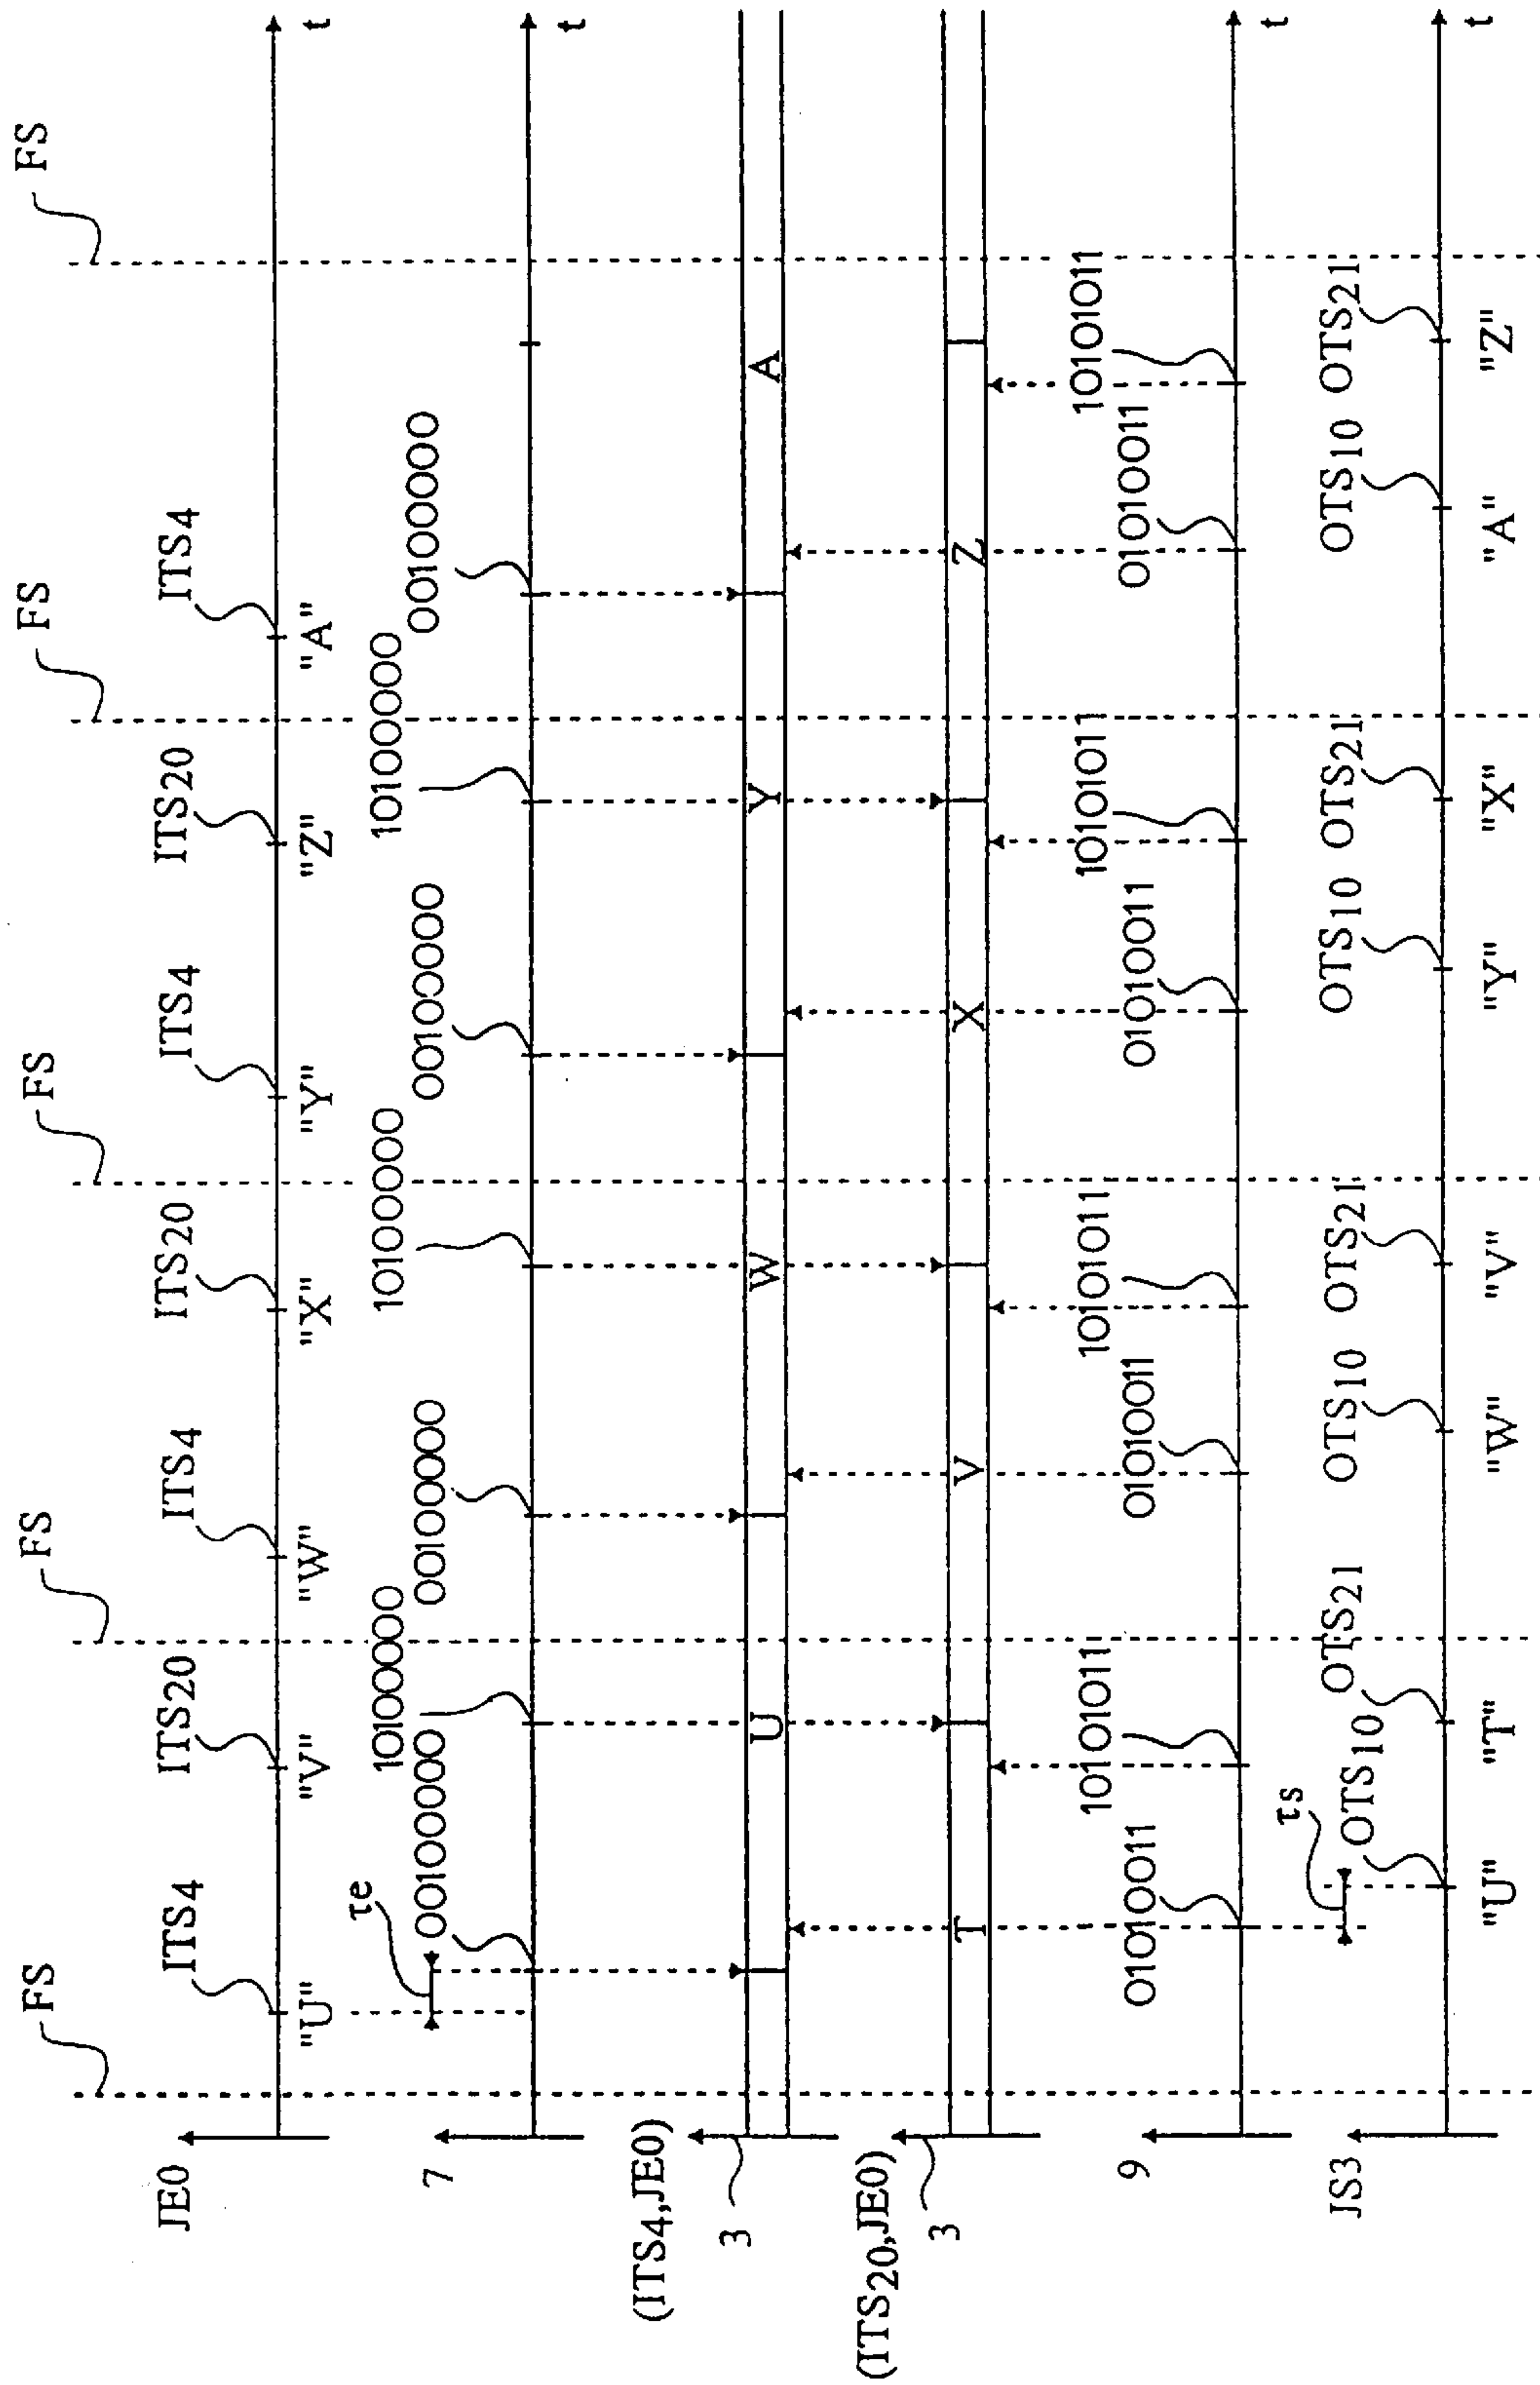 FS FS FS FS FS
JE0 ITS4 ITS20 ITS4 ITS20 ITS4 ITS20 ITS4
"U" "V" "W" "X" "Y" "Z" "A" t
τe
10100000 10100000 10100000
7 00100000 00100000 00100000 00100000
t
(ITS4,JE0)
3 U W Y A
(ITS20,JE0)
3 T V X Z
10101011 10101011 10101011 10101011
9 01010011 01010011 01010011 01010011
t
τs
JS3 OTS10 OTS21 OTS10 OTS21 OTS10 OTS21 OTS10 OTS21
"U" "T" "W" "V" "Y" "X" "A" "Z" t